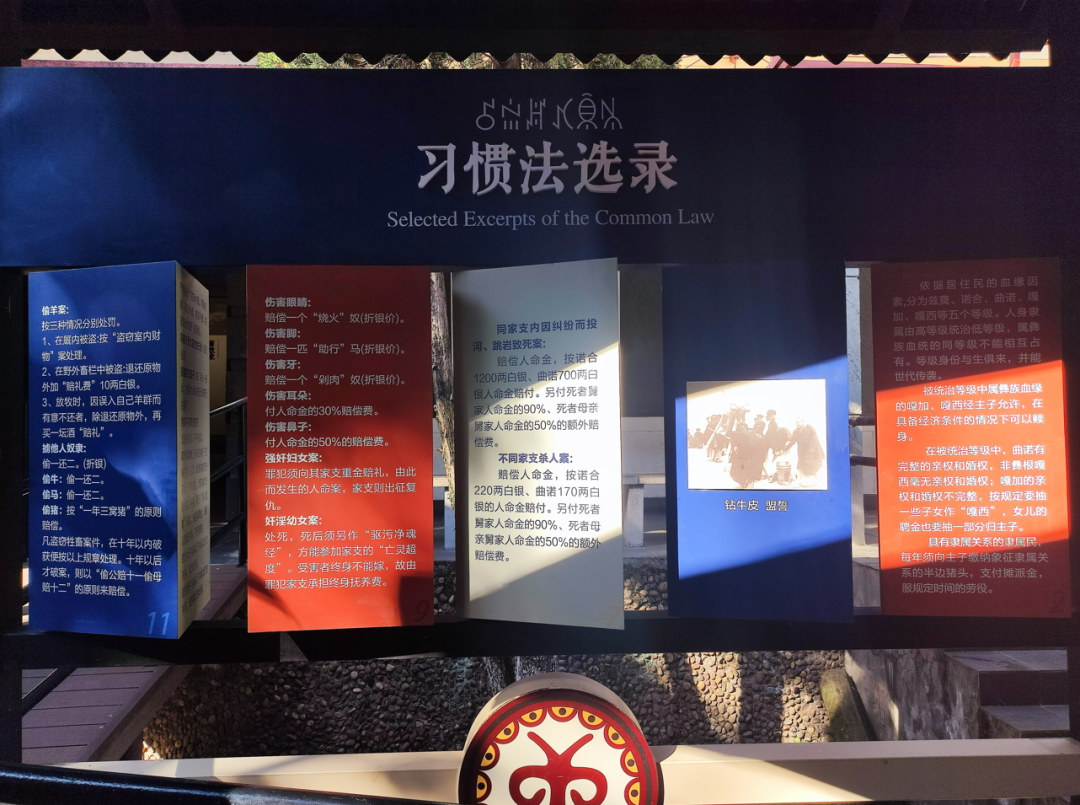 习惯法选录
Selected Excerpts of the Common Law
偷羊案:
按三种情况分别处罚。
1、在厩内被盗:按“盗窃室内财
物”案处理。
2、在野外畜栏中被盗:退还原物
外加“赔礼费”10两白银。
3、放牧时，因误入自己羊群而
有意不还者，除退还原物外，再
买一坛酒“赔礼”。
掳他人奴隶:
偷一还二。(折银)
偷牛: 偷一还二。
偷马: 偷一还二。
偷猪: 按“一年三窝猪”的原则
赔偿。
凡盗窃牲畜案件，在十年以内破
获便按以上规章处理。十年以后
才破案，则以“偷公赔十一偷母
赔十二”的原则来赔偿。
11
伤害眼睛:
赔偿一个“烧火”奴(折银价)。
伤害脚:
赔偿一匹“助行”马(折银价)。
伤害牙:
赔偿一个“剁肉”奴(折银价)。
伤害耳朵:
付人命金的30%赔偿费。
伤害鼻子:
付人命金的50%的赔偿费。
强奸妇女案:
罪犯须向其家支重金赔礼，由此
而发生的人命案，家支则出征复
仇。
奸淫幼女案:
处死，死后须另作“驱污净魂
经”，方能参加家支的“亡灵超
度”。受害者终身不能嫁，故由
罪犯家支承担终身抚养费。
9
同家支内因纠纷而投
河、跳岩致死案:
赔偿人命金，按诺合
1200两白银、曲诺700两白
银人命金赔付。另付死者舅
家人命金的90%、死者母亲
舅家人命金的50%的额外赔
偿费。
不同家支杀人案:
赔偿人命金，按诺合
220两白银、曲诺170两白银
的人命金赔付。另付死者
舅家人命金的90%、死者母
亲舅家人命金的50%的额外
赔偿费。
钻牛皮 盟誓
依据居住民的血缘因
素,分为兹莫、诺合、曲诺、嘎
加、嘎西等五个等级。人身隶
属由高等级统治低等级，属彝
族血统的同等级不能相互占
有。等级身份与生俱来，并能
世代传袭。
被统治等级中属彝族血缘
的嘎加、嘎西经主子允许，在
具备经济条件的情况下可以赎
身。
在被统治等级中，曲诺有
完整的亲权和婚权，非彝根嘎
西毫无亲权和婚权；嘎加的亲
权和婚权不完整，按规定要抽
一些子女作“嘎西”，女儿的
聘金也要抽一部分归主子。
具有隶属关系的隶属民，
每年须向主子缴纳象征隶属关
系的半边猪头，支付摊派金，
服规定时间的劳役。
2